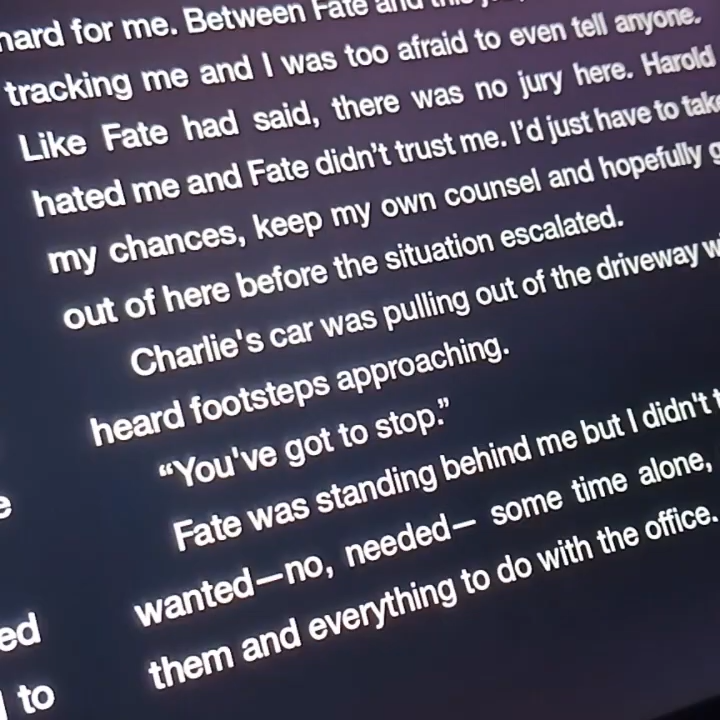 hard for me. Between Fate and
tracking me and I was too afraid to even tell anyone.
Like Fate had said, there was no jury here. Harold
hated me and Fate didn't trust me. I'd just have to take
my chances, keep my own counsel and hopefully
out of here before the situation escalated.
Charlie's car was pulling out of the driveway
heard footsteps approaching.
“You've got to stop.”
Fate was standing behind me but I didn't
wanted—no, needed— some time alone,
them and everything to do with the office.
ed
to